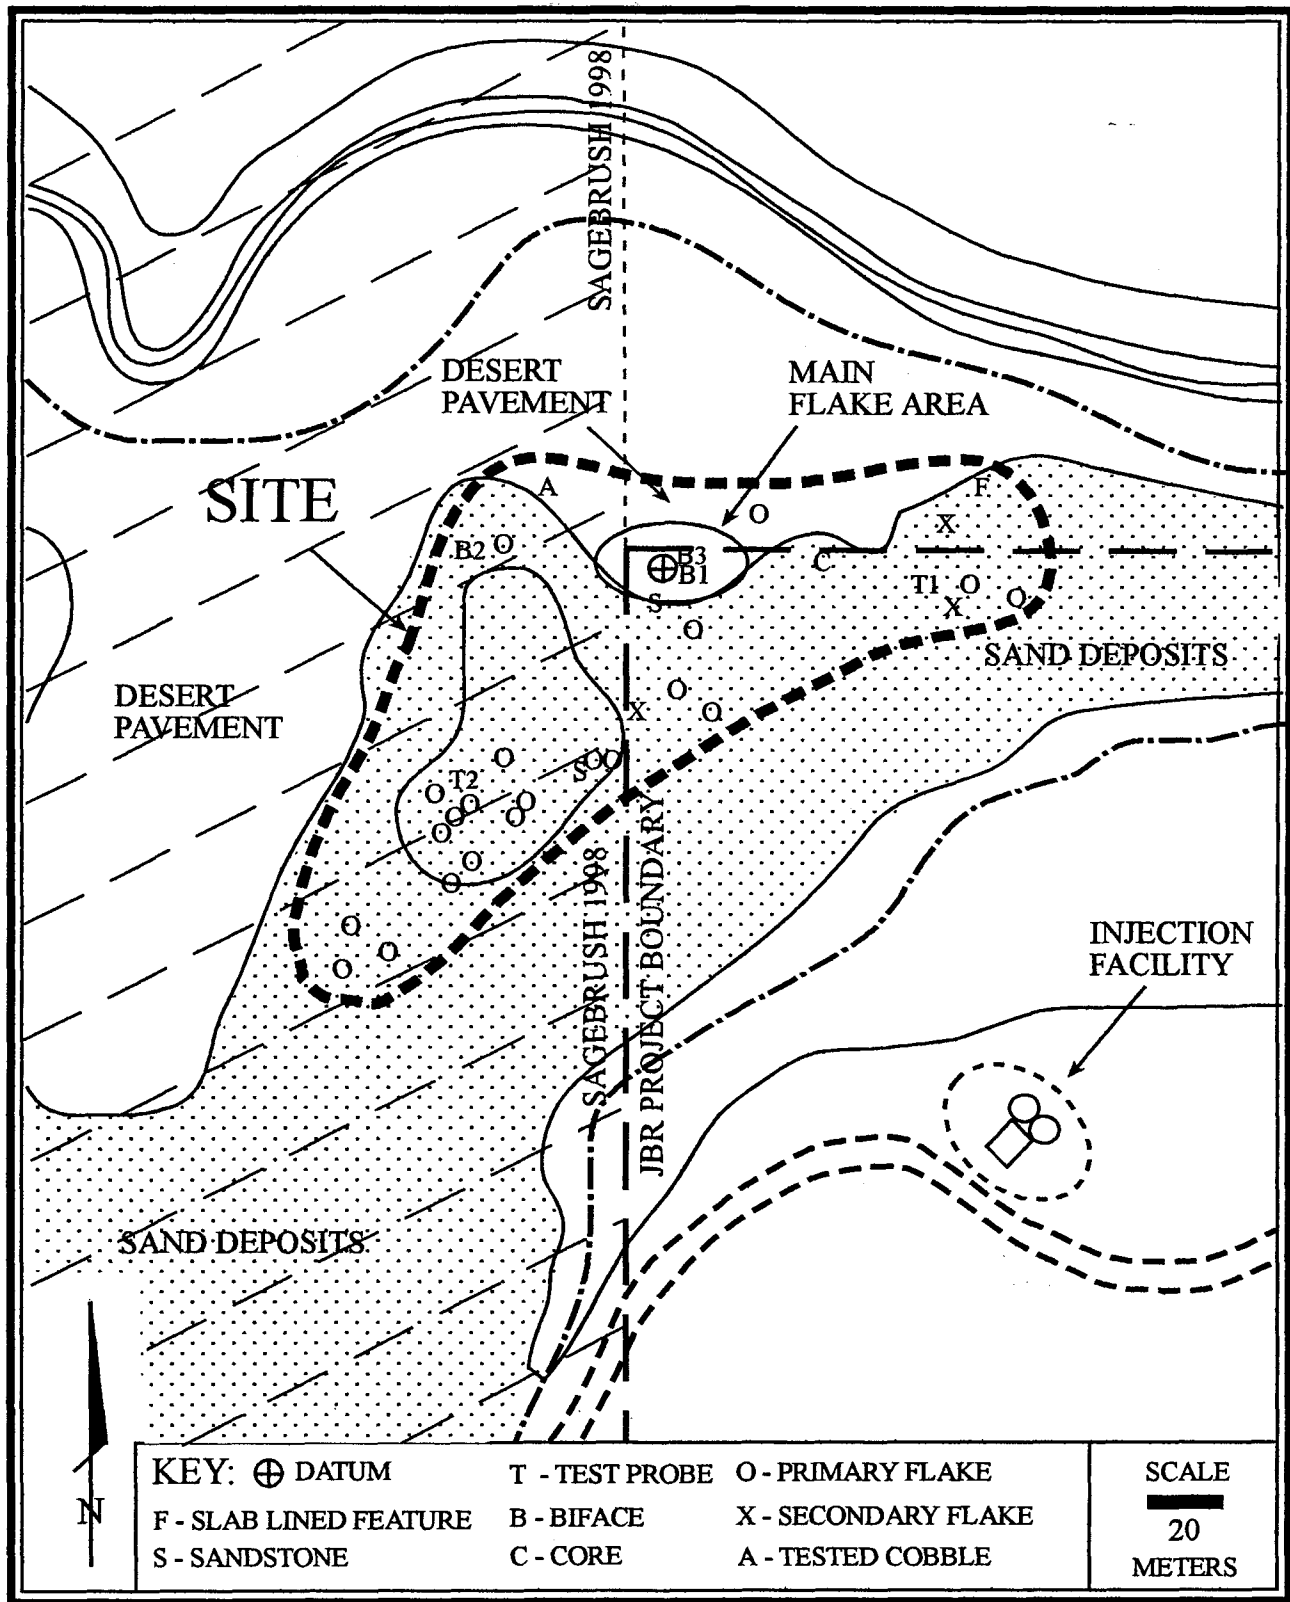 SAGEBRUSH 1998
DESERT
PAVEMENT
MAIN
FLAKE AREA
SITE
A
F
O
X
B2 O
B3
B1
C
S
T1 O
X
O
O
SAND DEPOSITS
DESERT
PAVEMENT
O
X
O
O
S O O
T2
O
O
O
O
O
O
O
O
O
O
O
O
SAGEBRUSH 1998
JBR PROJECT BOUNDARY
INJECTION
FACILITY
SAND DEPOSITS
N
KEY: DATUM
T - TEST PROBE
O - PRIMARY FLAKE
F - SLAB LINED FEATURE
B - BIFACE
X - SECONDARY FLAKE
S - SANDSTONE
C - CORE
A - TESTED COBBLE
SCALE
20
METERS